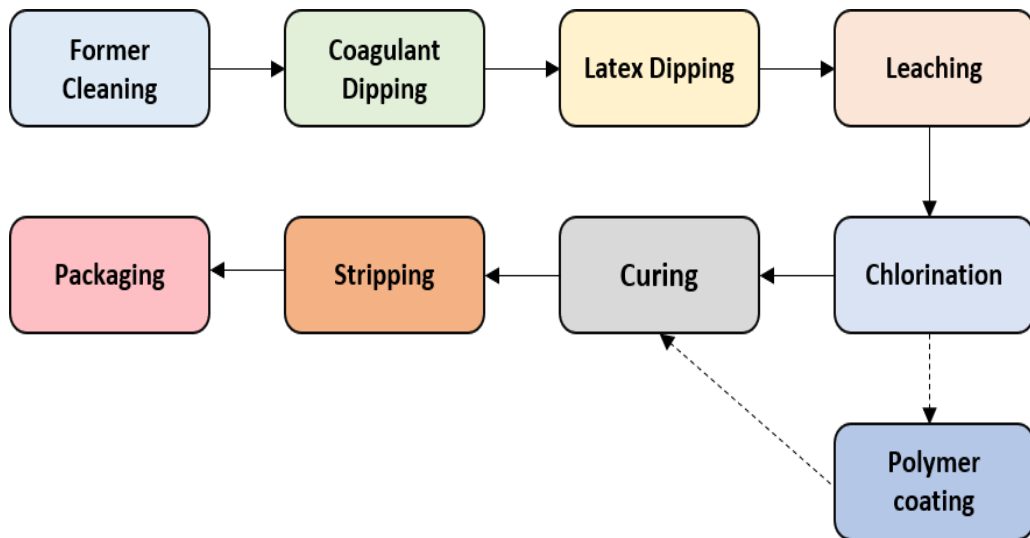 Former
Cleaning
Coagulant
Dipping
Latex Dipping
Leaching
Packaging
Stripping
Curing
Chlorination
Polymer
coating